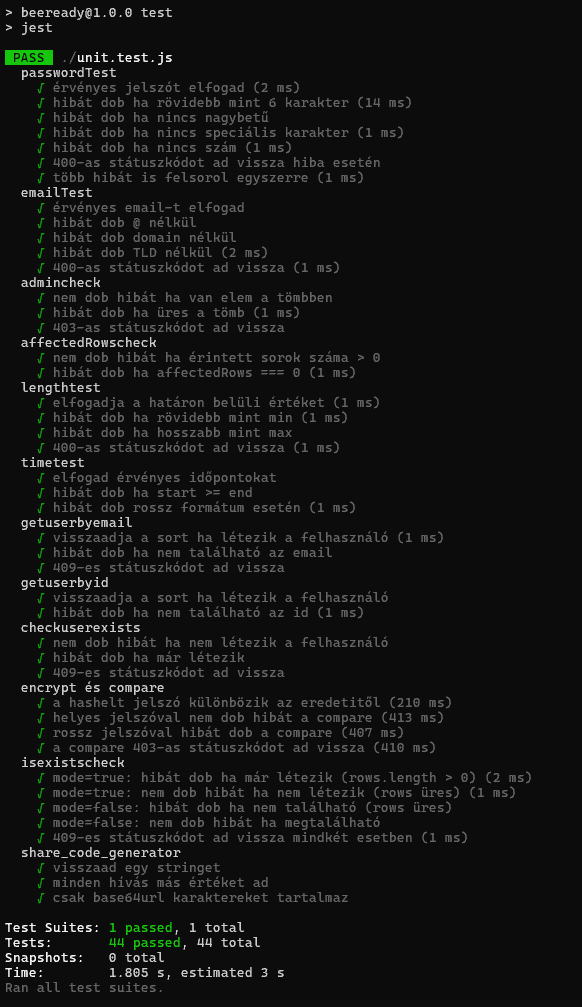 > beeready@1.0.0 test
> jest
PASS ./unit.test.js
passwordTest
√ érvényes jelszót elfogad (2 ms)
√ hibát dob ha rövidebb mint 6 karakter (14 ms)
√ hibát dob ha nincs nagybetű
√ hibát dob ha nincs speciális karakter (1 ms)
√ hibát dob ha nincs szám (1 ms)
√ 400-as státuszkódot ad vissza hiba esetén
√ több hibát is felsorol egyszerre (1 ms)
emailTest
√ érvényes email-t elfogad
√ hibát dob @ nélkül
√ hibát dob domain nélkül
√ hibát dob TLD nélkül (2 ms)
√ 400-as státuszkódot ad vissza (1 ms)
admincheck
√ nem dob hibát ha van elem a tömbben
√ hibát dob ha üres a tömb (1 ms)
√ 403-as státuszkódot ad vissza
affectedRowscheck
√ nem dob hibát ha érintett sorok száma > 0
√ hibát dob ha affectedRows === 0 (1 ms)
lengthtest
√ elfogadja a határon belüli értéket (1 ms)
√ hibát dob ha rövidebb mint min (1 ms)
√ hibát dob ha hosszabb mint max
√ 400-as státuszkódot ad vissza (1 ms)
timetest
√ elfogad érvényes időpontokat
√ hibát dob ha start >= end
√ hibát dob rossz formátum esetén (1 ms)
getuserbyemail
√ visszaadja a sort ha létezik a felhasználó (1 ms)
√ hibát dob ha nem található az email
√ 409-es státuszkódot ad vissza
getuserbyid
√ visszaadja a sort ha létezik a felhasználó
√ hibát dob ha nem található az id (1 ms)
checkuserexists
√ nem dob hibát ha nem létezik a felhasználó
√ hibát dob ha már létezik
√ 409-es státuszkódot ad vissza
encrypt és compare
√ a hashelt jelszó különbözik az eredetitől (210 ms)
√ helyes jelszóval nem dob hibát a compare (413 ms)
√ rossz jelszóval hibát dob a compare (407 ms)
√ a compare 403-as státuszkódot ad vissza (410 ms)
isexistscheck
√ mode=true: hibát dob ha már létezik (rows.length > 0) (2 ms)
√ mode=true: nem dob hibát ha nem létezik (rows üres) (1 ms)
√ mode=false: hibát dob ha nem található (rows üres)
√ mode=false: nem dob hibát ha megtalálható
√ 409-es státuszkódot ad vissza mindkét esetben (1 ms)
share_code_generator
√ visszaad egy stringet
√ minden hívás más értéket ad
√ csak base64url karaktereket tartalmaz
Test Suites: 1 passed, 1 total
Tests: 44 passed, 44 total
Snapshots: 0 total
Time: 1.805 s, estimated 3 s
Ran all test suites.